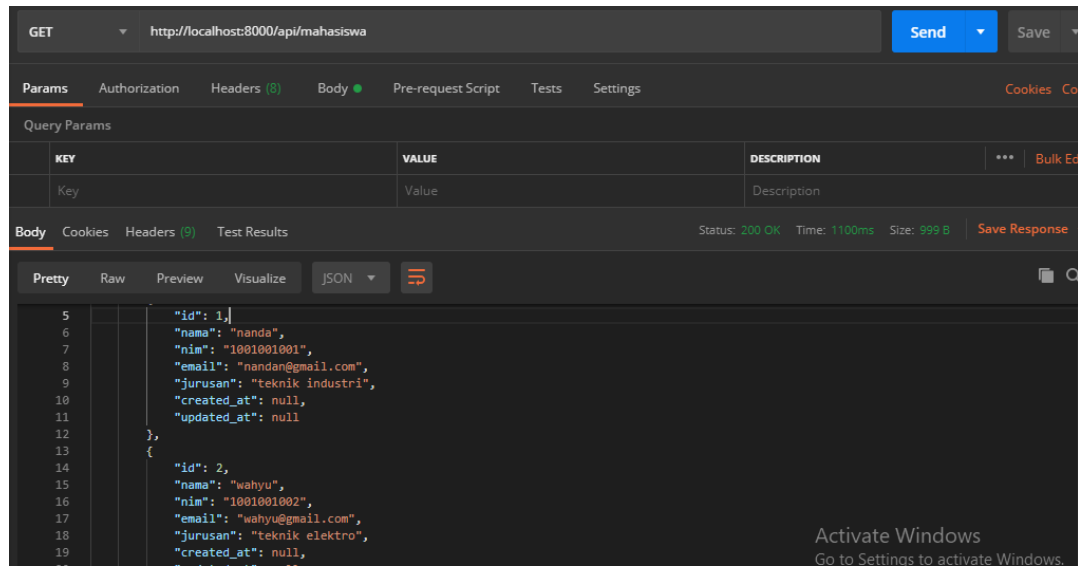 GET http://localhost:8000/api/mahasiswa Send Save
Params Authorization Headers (8) Body Pre-request Script Tests Settings Cookies Co
Query Params
KEY VALUE DESCRIPTION ••• Bulk Ed
Key Value Description
Body Cookies Headers (9) Test Results Status: 200 OK Time: 1100ms Size: 999 B Save Response
Pretty Raw Preview Visualize JSON
5 "id": 1,
6 "nama": "nanda",
7 "nim": "1001001001",
8 "email": "nandan@gmail.com",
9 "jurusan": "teknik industri",
10 "created_at": null,
11 "updated_at": null
12 },
13 {
14 "id": 2,
15 "nama": "wahyu",
16 "nim": "1001001002",
17 "email": "wahyu@gmail.com",
18 "jurusan": "teknik elektro",
19 "created_at": null,
Activate Windows
Go to Settings to activate Windows.